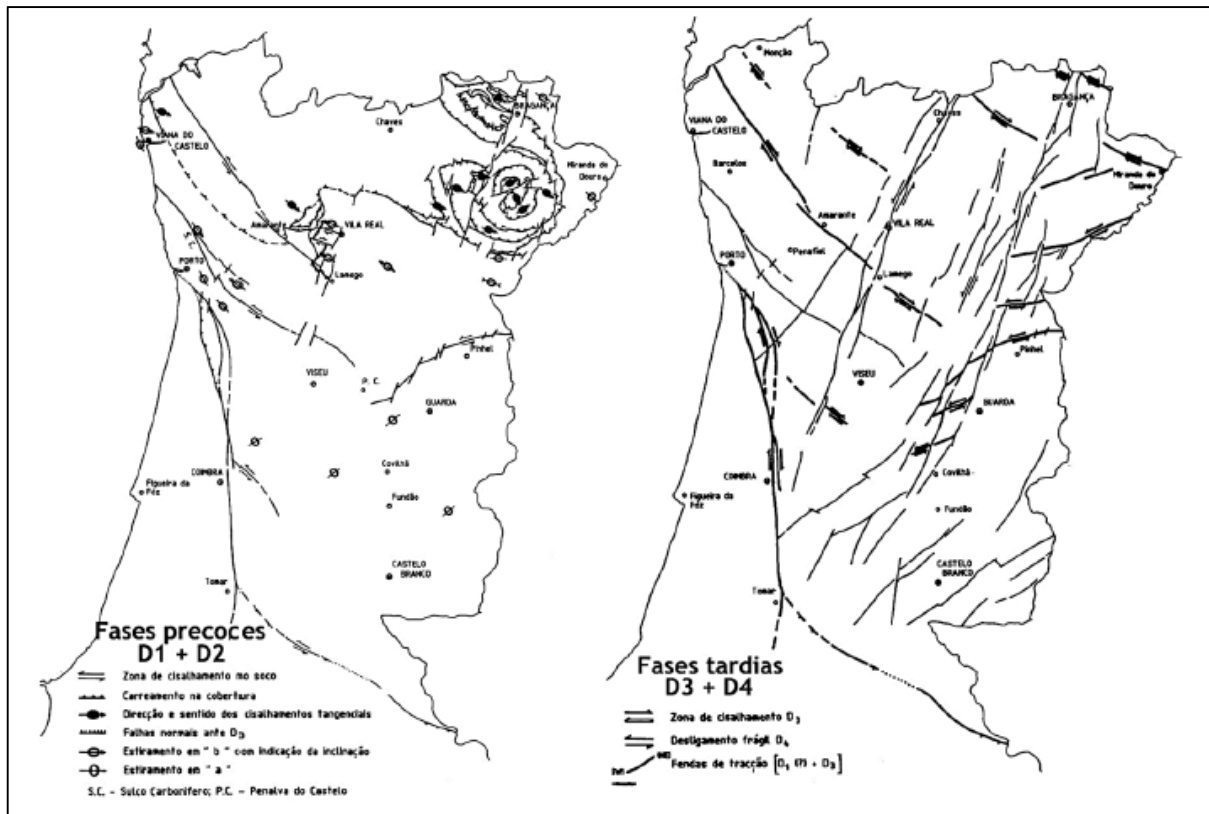 Chaves
BRAGANÇA
VIANA DO
CASTELO
Miranda do
Douro
Amarante
VILA REAL
S.C.
PORTO
Lamego
Pinhel
VISEU
P. C.
GUARDA
COIMBRA
Covilhã
Figueira da
Fóz
Fundão
CASTELO
BRANCO
Tomar
Fases precoces
D1 + D2
Zona de cisalhamento no soco
Carreamento na cobertura
Direcção e sentido dos cisalhamentos tangenciais
Falhas normais ante D3
Estiramento em " b " com indicação da inclinação
Estiramento em " a "
S.C. - Sulco Carbonífero; P.C. - Penalva do Castelo
Monção
Chaves
BRAGANÇA
VIANA DO
CASTELO
Barcelos
Miranda do
Douro
Amarante
VILA REAL
Penafiel
PORTO
Lamego
Pinhel
VISEU
GUARDA
COIMBRA
Covilhã
Figueira da
Fóz
Fundão
CASTELO
BRANCO
Tomar
Fases tardias
D3 + D4
Zona de cisalhamento D3
Desligamento frágil D4
Fendas de tracção [D1 (?) + D3]